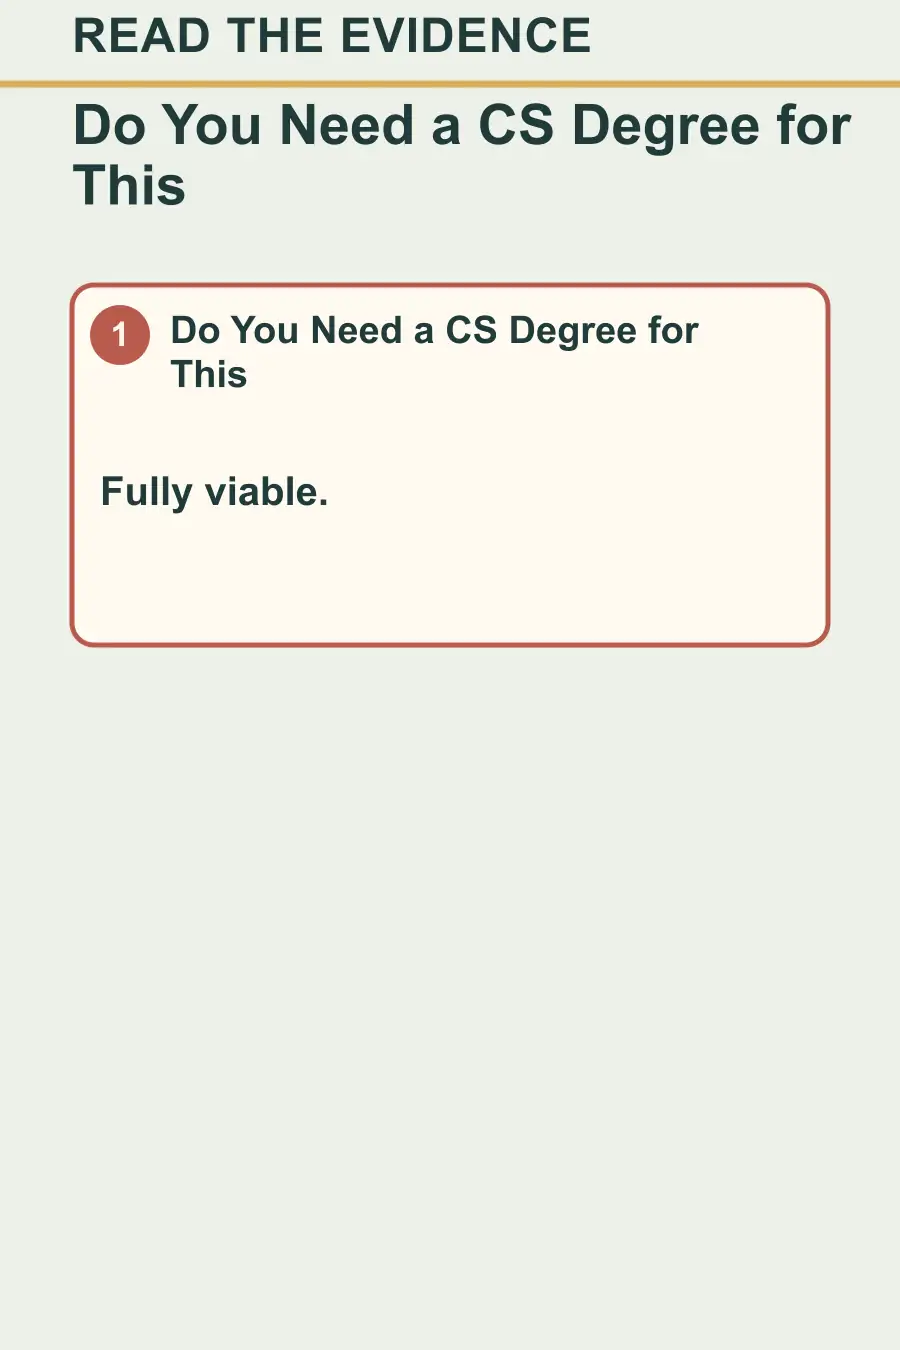 READ THE EVIDENCE
Do You Need a CS Degree for
This
1
Do You Need a CS Degree for
This
Fully viable.